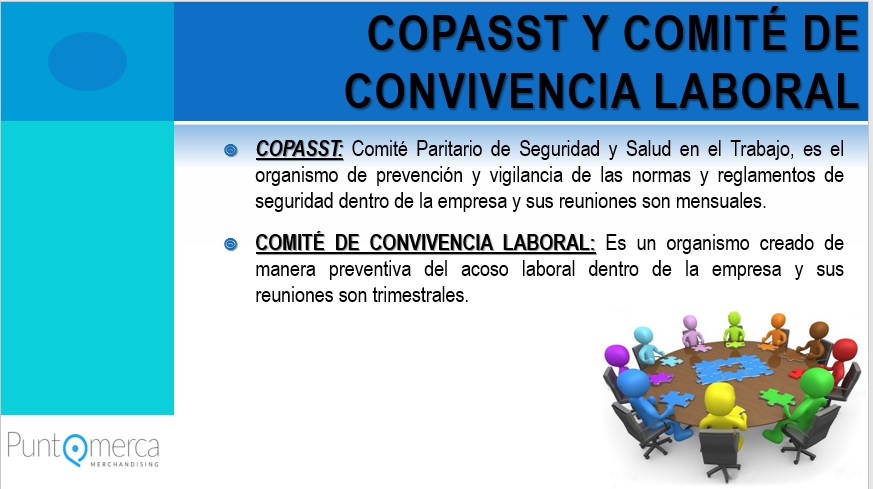 COPASST Y COMITÉ DE
CONVIVENCIA LABORAL
COPASST: Comité Paritario de Seguridad y Salud en el Trabajo, es el
organismo de prevención y vigilancia de las normas y reglamentos de
seguridad dentro de la empresa y sus reuniones son mensuales.
COMITÉ DE CONVIVENCIA LABORAL: Es un organismo creado de
manera preventiva del acoso laboral dentro de la empresa y sus
reuniones son trimestrales.
Puntomerca
MERCHANDISING